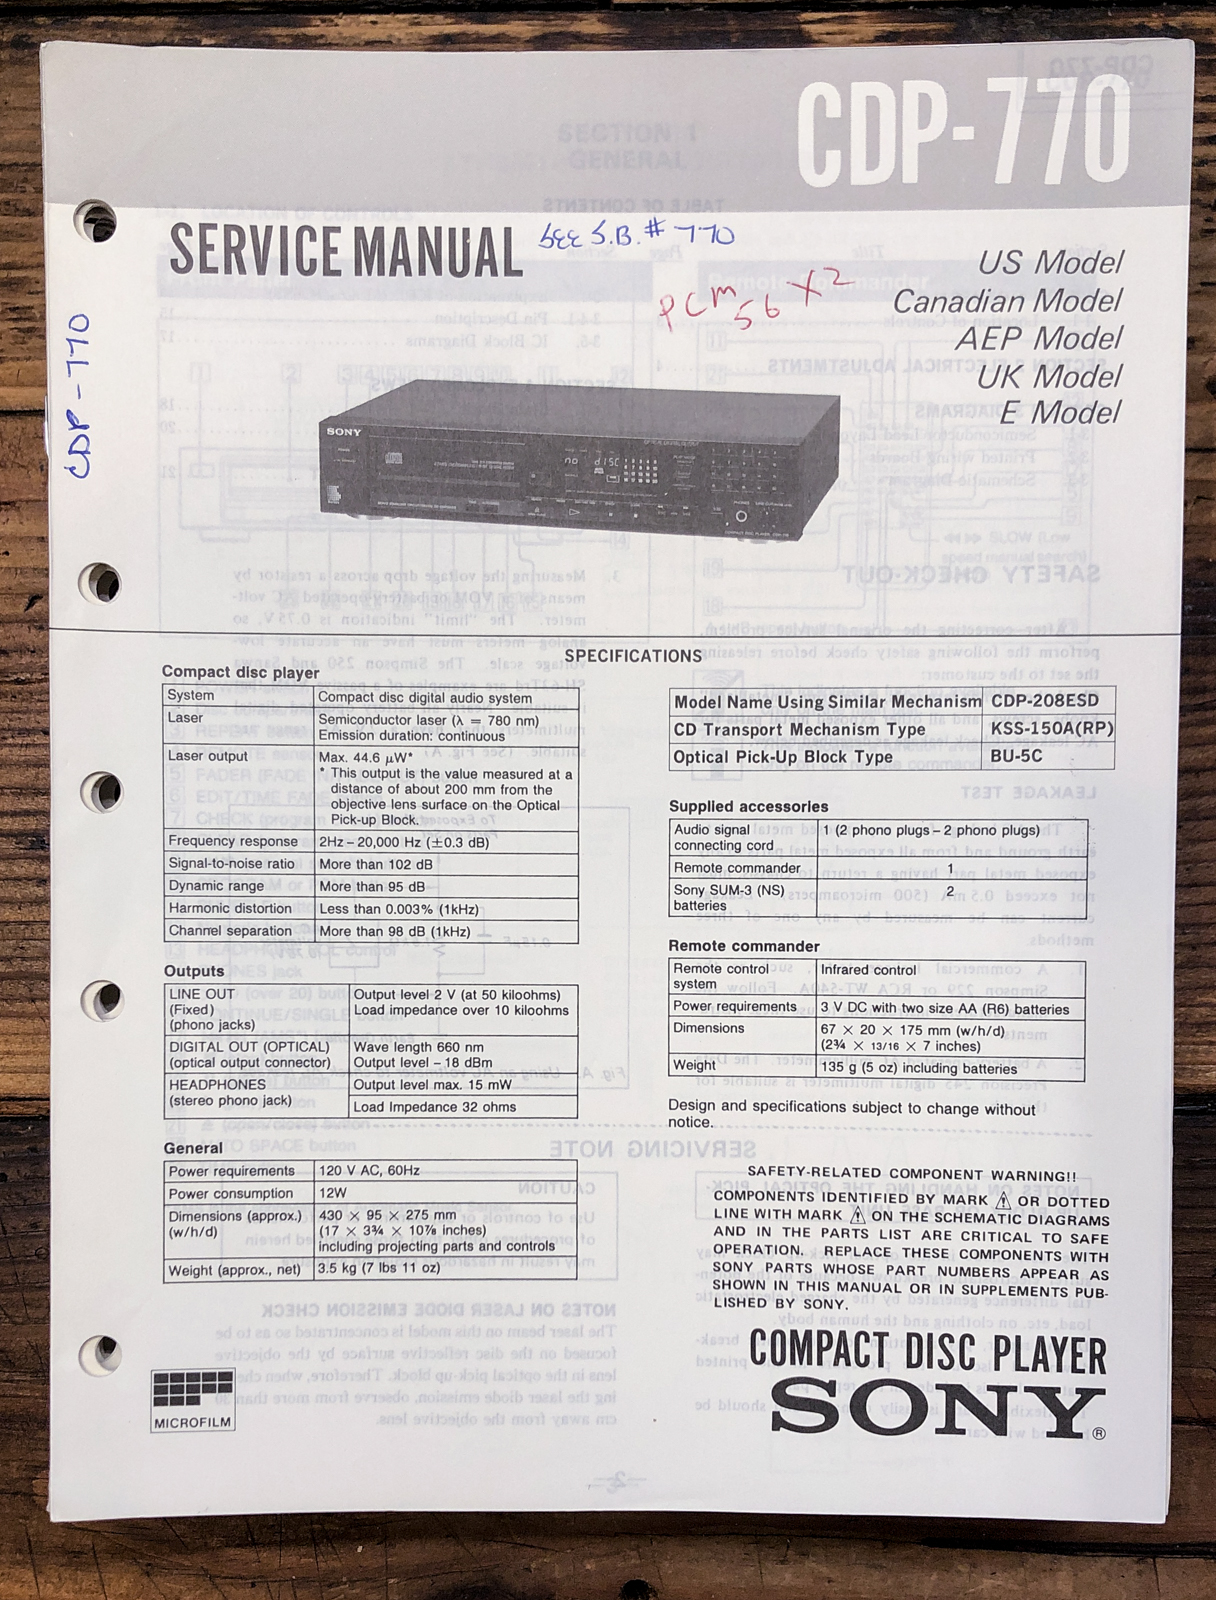 CDP-770
SERVICE MANUAL
SEE S.B. # 770
PCM 56 X2
CDP-770
US Model
Canadian Model
AEP Model
UK Model
E Model
SONY
SPECIFICATIONS
Compact disc player
System Compact disc digital audio system
Laser Semiconductor laser (λ = 780 nm)
Emission duration: continuous
Laser output Max. 44.6 μW*
* This output is the value measured at a
distance of about 200 mm from the
objective lens surface on the Optical
Pick-up Block.
Frequency response 2Hz – 20,000 Hz (±0.3 dB)
Signal-to-noise ratio More than 102 dB
Dynamic range More than 95 dB
Harmonic distortion Less than 0.003% (1kHz)
Channel separation More than 98 dB (1kHz)
Outputs
LINE OUT Output level 2 V (at 50 kiloohms)
(Fixed) Load impedance over 10 kiloohms
(phono jacks)
DIGITAL OUT (OPTICAL) Wave length 660 nm
(optical output connector) Output level – 18 dBm
HEADPHONES Output level max. 15 mW
(stereo phono jack) Load Impedance 32 ohms
General
Power requirements 120 V AC, 60Hz
Power consumption 12W
Dimensions (approx.) 430 × 95 × 275 mm
(w/h/d) (17 × 3¾ × 10⅞ inches)
including projecting parts and controls
Weight (approx., net) 3.5 kg (7 lbs 11 oz)
MICROFILM
Model Name Using Similar Mechanism CDP-208ESD
CD Transport Mechanism Type KSS-150A(RP)
Optical Pick-Up Block Type BU-5C
Supplied accessories
Audio signal 1 (2 phono plugs – 2 phono plugs)
connecting cord
Remote commander 1
Sony SUM-3 (NS) 2
batteries
Remote commander
Remote control Infrared control
system
Power requirements 3 V DC with two size AA (R6) batteries
Dimensions 67 × 20 × 175 mm (w/h/d)
(2¾ × 13/16 × 7 inches)
Weight 135 g (5 oz) including batteries
Design and specifications subject to change without
notice.
SAFETY-RELATED COMPONENT WARNING!!
COMPONENTS IDENTIFIED BY MARK ⚠ OR DOTTED
LINE WITH MARK ⚠ ON THE SCHEMATIC DIAGRAMS
AND IN THE PARTS LIST ARE CRITICAL TO SAFE
OPERATION. REPLACE THESE COMPONENTS WITH
SONY PARTS WHOSE PART NUMBERS APPEAR AS
SHOWN IN THIS MANUAL OR IN SUPPLEMENTS PUB-
LISHED BY SONY.
COMPACT DISC PLAYER
SONY®